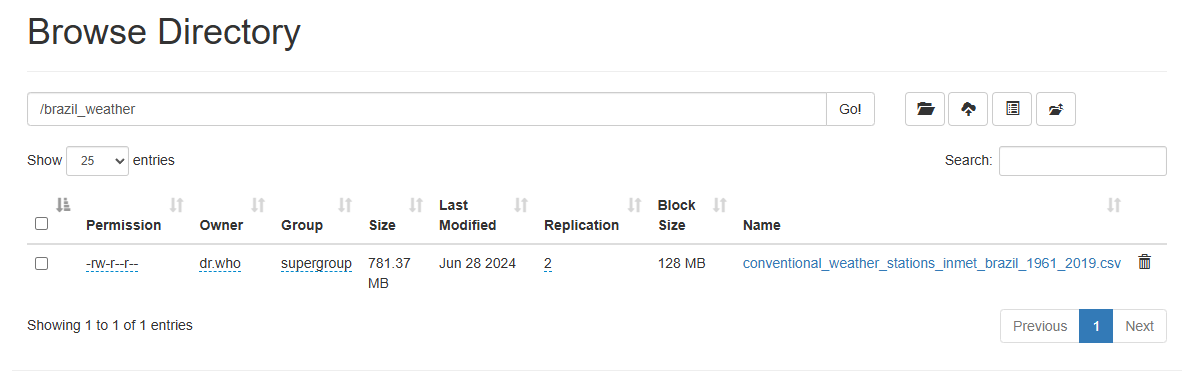 Browse Directory
/brazil_weather Go!
Show 25 entries Search:
Permission Owner Group Size Last Modified Replication Block Size Name
-rw-r--r-- dr.who supergroup 781.37 MB Jun 28 2024 2 128 MB conventional_weather_stations_inmet_brazil_1961_2019.csv
Showing 1 to 1 of 1 entries Previous 1 Next